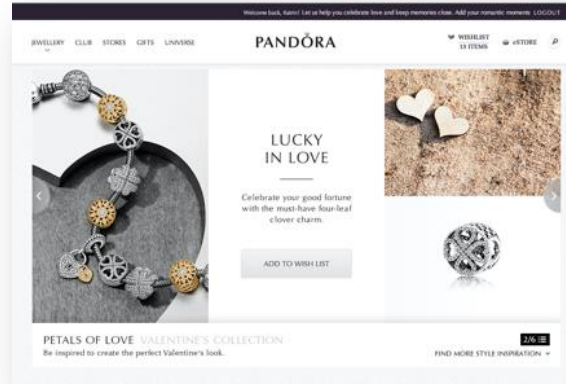 Welcome back, Katrin! Let us help you celebrate love and keep memories close. Add your romantic moments LOGOUT
JEWELLERY CLUB STORES GIFTS UNIVERSE
PANDÖRA
WISHLIST
13 ITEMS
eSTORE
LUCKY
IN LOVE
Celebrate your good fortune
with the must-have four-leaf
clover charm.
ADD TO WISH LIST
PETALS OF LOVE VALENTINE'S COLLECTION
Be inspired to create the perfect Valentine's look.
2/6
FIND MORE STYLE INSPIRATION